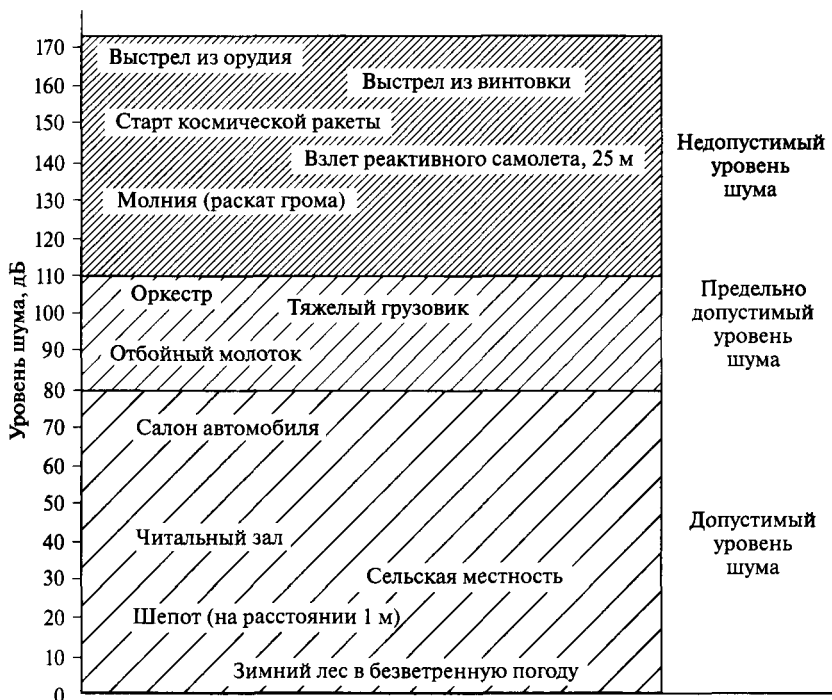 170
Выстрел из орудия
160
Выстрел из винтовки
150
Старт космической ракеты
140
Взлет реактивного самолета, 25 м
130
Молния (раскат грома)
120
110
Оркестр
100
Тяжелый грузовик
90
Отбойный молоток
80
70
Салон автомобиля
60
50
40
Читальный зал
30
Сельская местность
20
Шепот (на расстоянии 1 м)
10
Зимний лес в безветренную погоду
0
Уровень шума, дБ
Недопустимый
уровень
шума
Предельно
допустимый
уровень
шума
Допустимый
уровень
шума